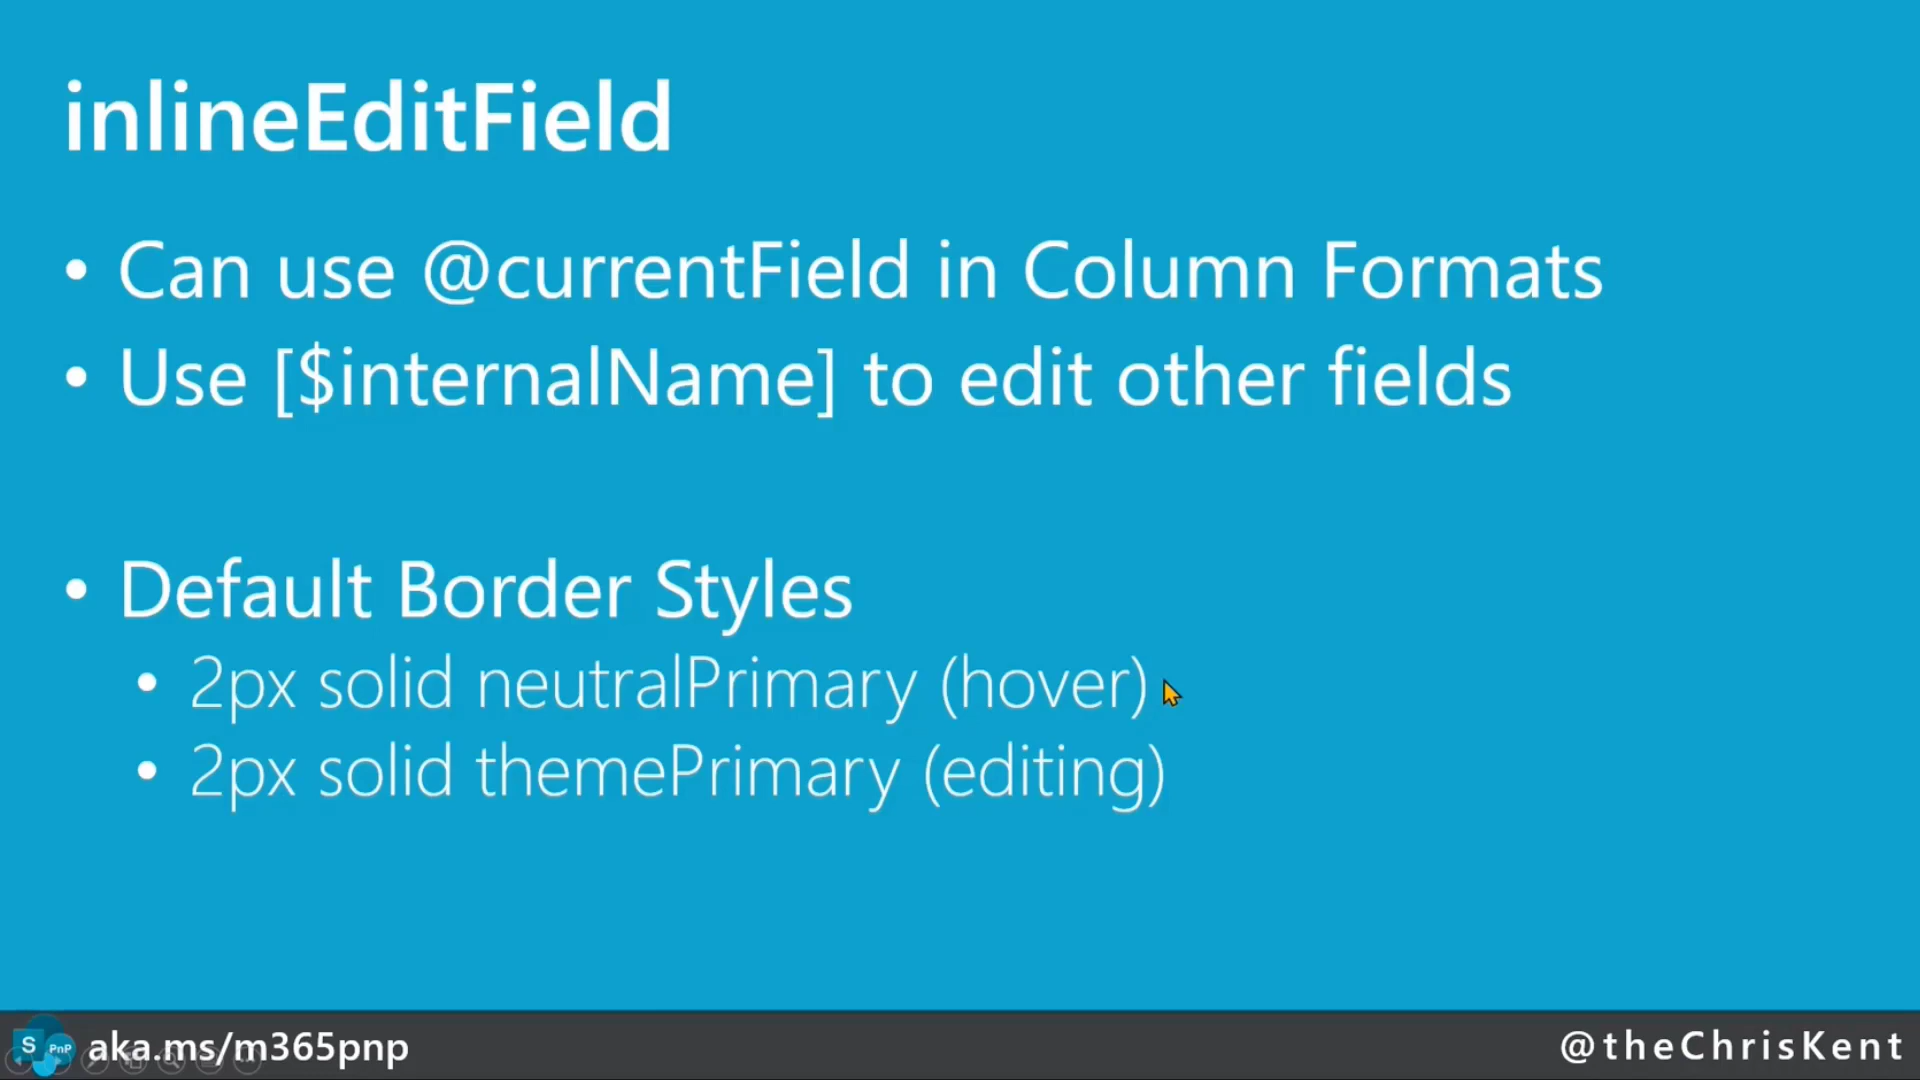 inlineEditField
• Can use @currentField in Column Formats
• Use [$internalName] to edit other fields
• Default Border Styles
• 2px solid neutralPrimary (hover)
• 2px solid themePrimary (editing)
S PnP aka.ms/m365pnp
@theChrisKent